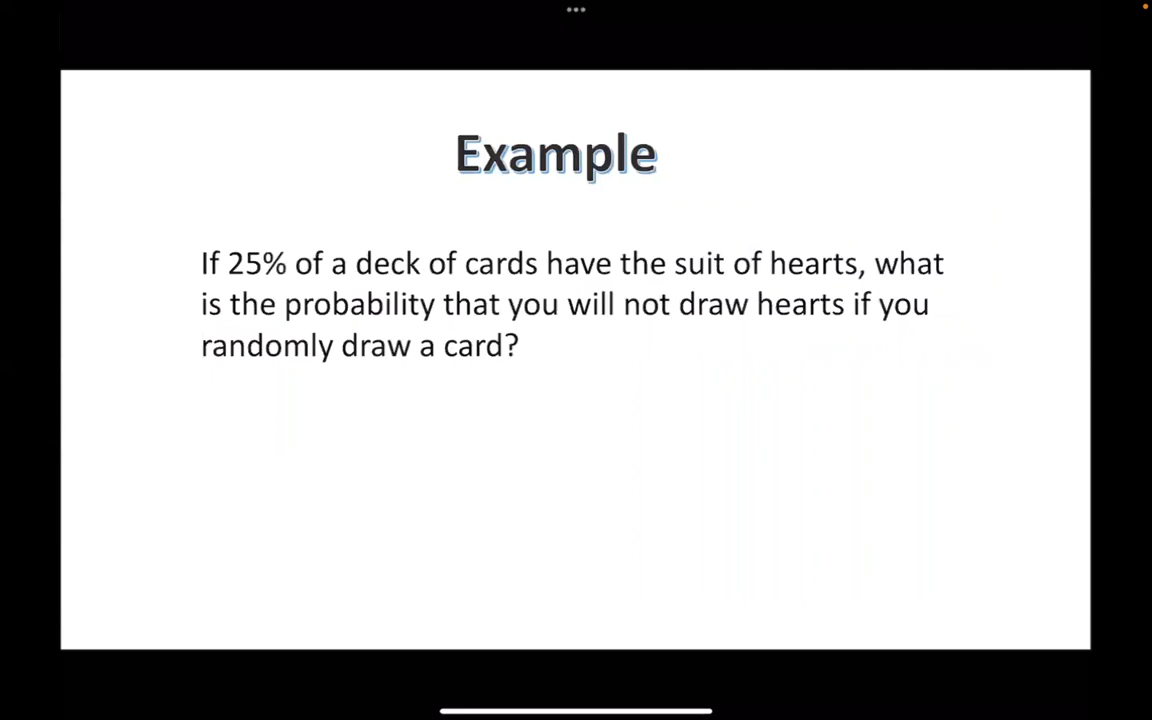 Example
If 25% of a deck of cards have the suit of hearts, what
is the probability that you will not draw hearts if you
randomly draw a card?